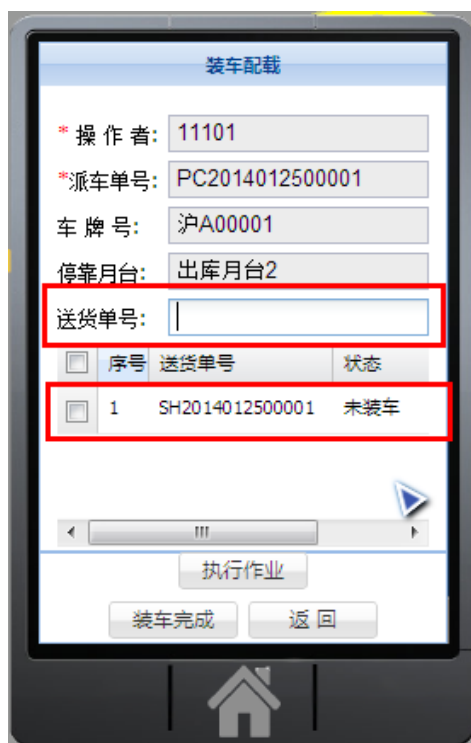 装车配载
* 操 作 者: 11101
*派车单号: PC2014012500001
车 牌 号: 沪A00001
停靠月台: 出库月台2
送货单号:
序号 送货单号 状态
1 SH2014012500001 未装车
执行作业
装车完成 返 回